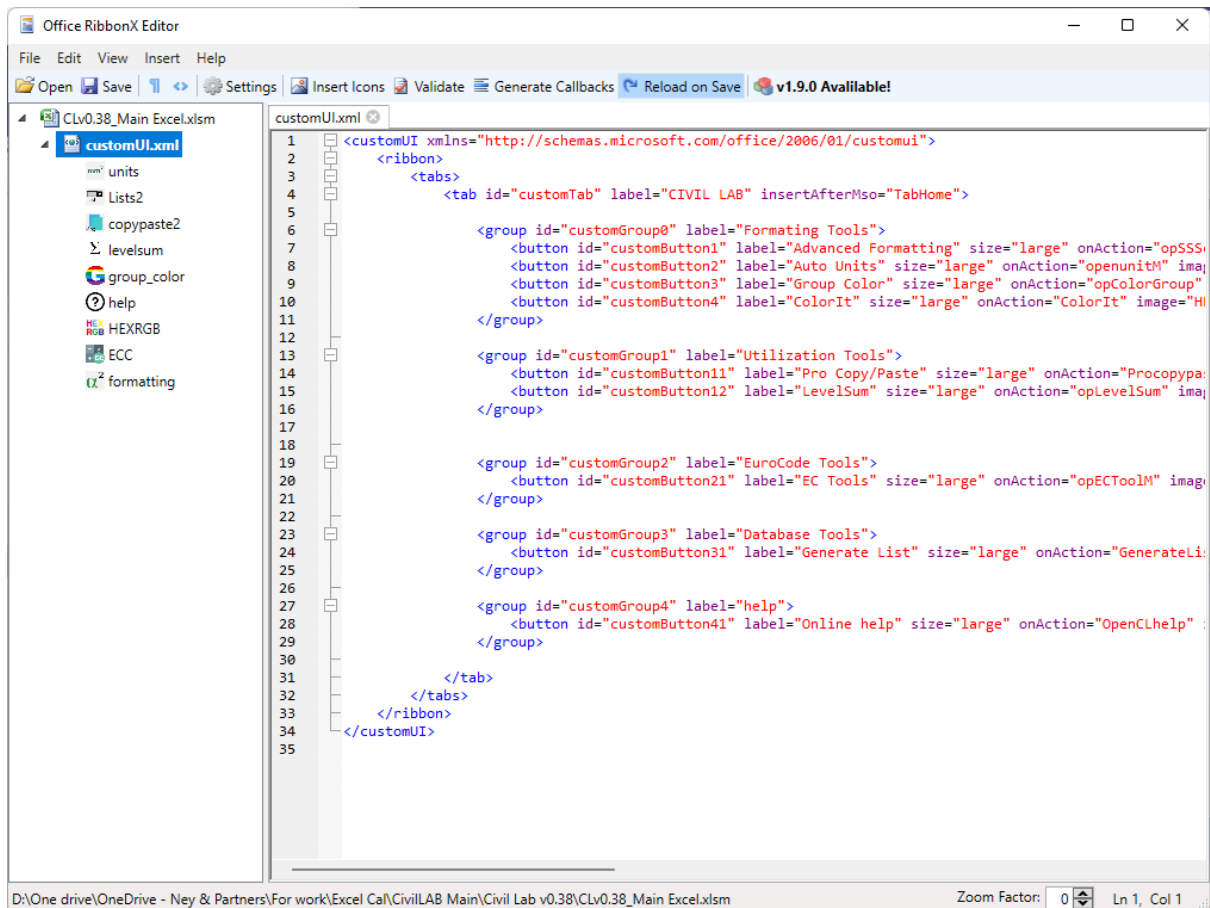 Office RibbonX Editor
File Edit View Insert Help
Open Save Settings Insert Icons Validate Generate Callbacks Reload on Save v1.9.0 Avalilable!
CLv0.38_Main Excel.xlsm
customUI.xml
units
Lists2
copypaste2
levelsum
group_color
help
HEXRGB
ECC
formatting
customUI.xml
1 <customUI xmlns="http://schemas.microsoft.com/office/2006/01/customui">
2 <ribbon>
3 <tabs>
4 <tab id="customTab" label="CIVIL LAB" insertAfterMso="TabHome">
5
6 <group id="customGroup0" label="Formating Tools">
7 <button id="customButton1" label="Advanced Formatting" size="large" onAction="opSSS
8 <button id="customButton2" label="Auto Units" size="large" onAction="openunitM" ima
9 <button id="customButton3" label="Group Color" size="large" onAction="opColorGroup"
10 <button id="customButton4" label="ColorIt" size="large" onAction="ColorIt" image="H
11 </group>
12
13 <group id="customGroup1" label="Utilization Tools">
14 <button id="customButton11" label="Pro Copy/Paste" size="large" onAction="Procopypa
15 <button id="customButton12" label="LevelSum" size="large" onAction="opLevelSum" ima
16 </group>
17
18
19 <group id="customGroup2" label="EuroCode Tools">
20 <button id="customButton21" label="EC Tools" size="large" onAction="opECToolM" imag
21 </group>
22
23 <group id="customGroup3" label="Database Tools">
24 <button id="customButton31" label="Generate List" size="large" onAction="GenerateLi
25 </group>
26
27 <group id="customGroup4" label="help">
28 <button id="customButton41" label="Online help" size="large" onAction="OpenCLhelp"
29 </group>
30
31 </tab>
32 </tabs>
33 </ribbon>
34 </customUI>
35
D:\One drive\OneDrive - Ney & Partners\For work\Excel Cal\CivilLAB Main\Civil Lab v0.38\CLv0.38_Main Excel.xlsm Zoom Factor: 0 Ln 1, Col 1